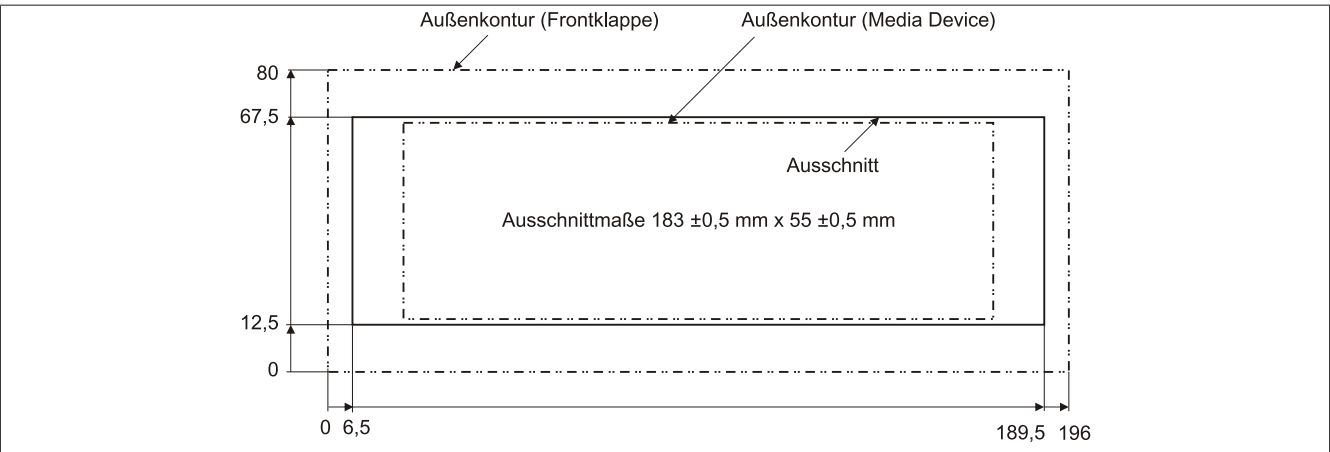 Außenkontur (Frontklappe)
Außenkontur (Media Device)
80
67,5
Ausschnitt
Ausschnittmaße 183 ±0,5 mm x 55 ±0,5 mm
12,5
0
0 6,5
189,5 196